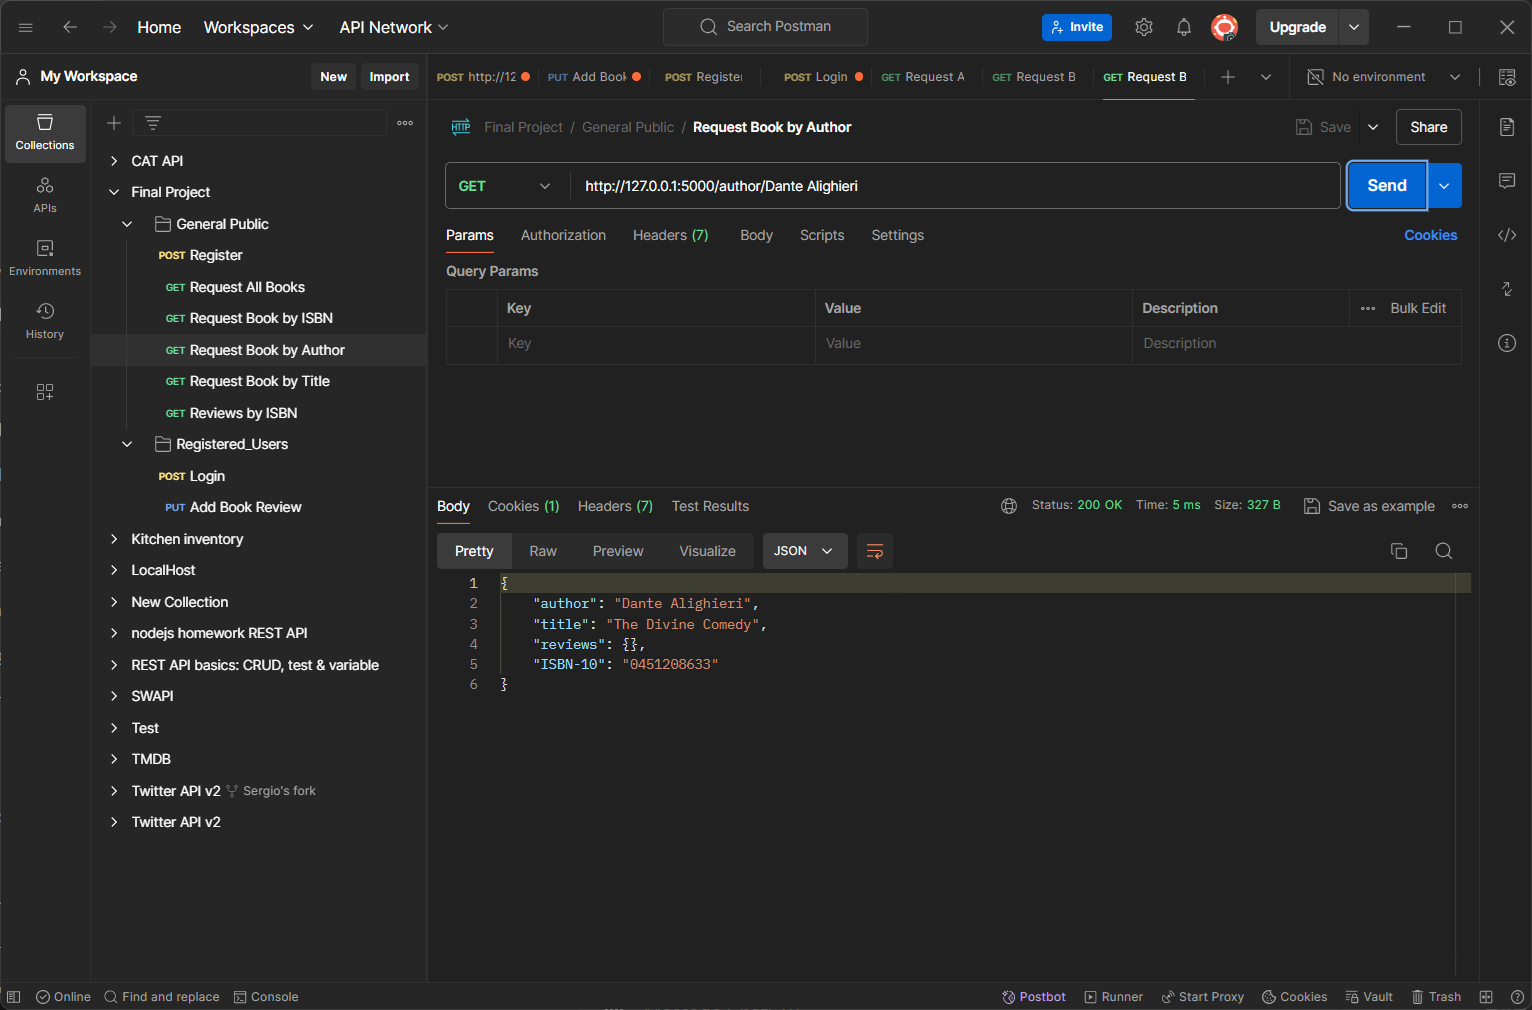 Home Workspaces API Network Search Postman Invite Upgrade
My Workspace New Import POST http://12 PUT Add Book POST Register POST Login GET Request A GET Request B GET Request B No environment
Collections
APIs
Environments
History
CAT API
Final Project
General Public
POST Register
GET Request All Books
GET Request Book by ISBN
GET Request Book by Author
GET Request Book by Title
GET Reviews by ISBN
Registered_Users
POST Login
PUT Add Book Review
Kitchen inventory
LocalHost
New Collection
nodejs homework REST API
REST API basics: CRUD, test & variable
SWAPI
Test
TMDB
Twitter API v2 Sergio's fork
Twitter API v2
HTTP Final Project / General Public / Request Book by Author Save Share
GET http://127.0.0.1:5000/author/Dante Alighieri Send
Params Authorization Headers (7) Body Scripts Settings Cookies
Query Params
Key Value Description Bulk Edit
Key Value Description
Body Cookies (1) Headers (7) Test Results Status: 200 OK Time: 5 ms Size: 327 B Save as example
Pretty Raw Preview Visualize JSON
1 {
2 "author": "Dante Alighieri",
3 "title": "The Divine Comedy",
4 "reviews": {},
5 "ISBN-10": "0451208633"
6 }
Online Find and replace Console Postbot Runner Start Proxy Cookies Vault Trash